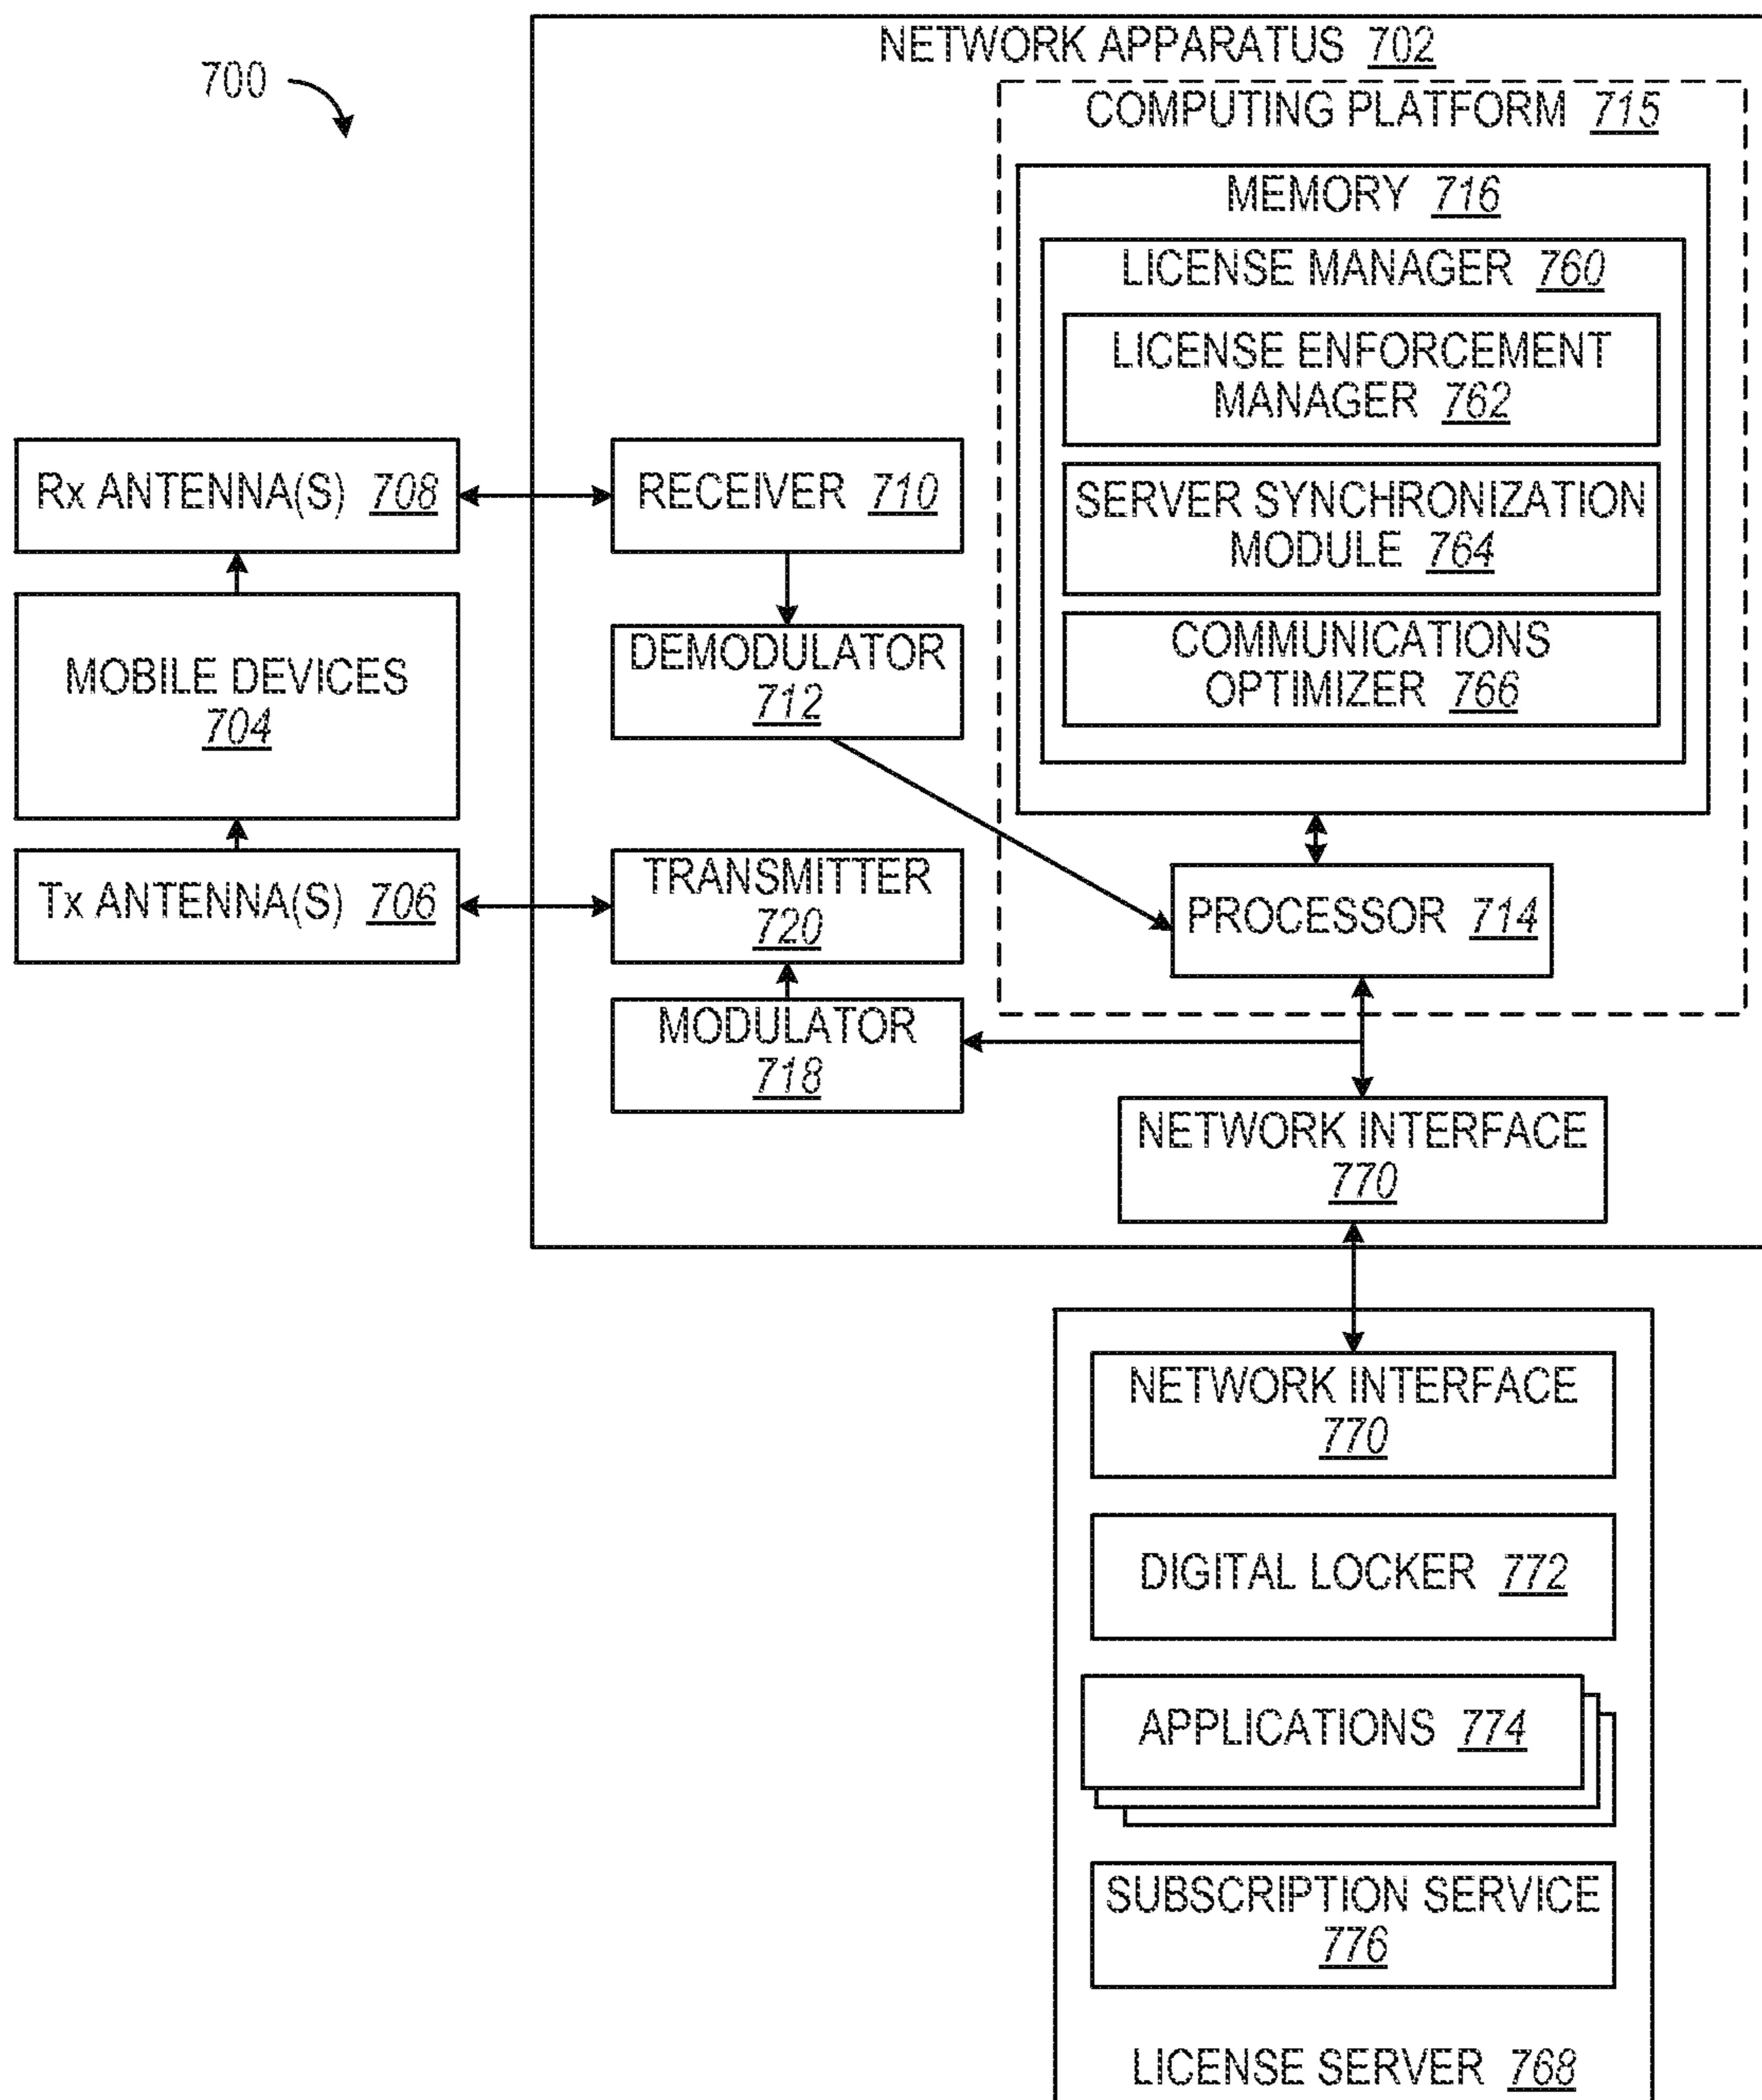 700
NETWORK APPARATUS 702
COMPUTING PLATFORM 715
MEMORY 716
LICENSE MANAGER 760
LICENSE ENFORCEMENT
MANAGER 762
SERVER SYNCHRONIZATION
MODULE 764
COMMUNICATIONS
OPTIMIZER 766
Rx ANTENNA(S) 708
RECEIVER 710
MOBILE DEVICES
704
DEMODULATOR
712
Tx ANTENNA(S) 706
TRANSMITTER
720
PROCESSOR 714
MODULATOR
718
NETWORK INTERFACE
770
NETWORK INTERFACE
770
DIGITAL LOCKER 772
APPLICATIONS 774
SUBSCRIPTION SERVICE
776
LICENSE SERVER 768